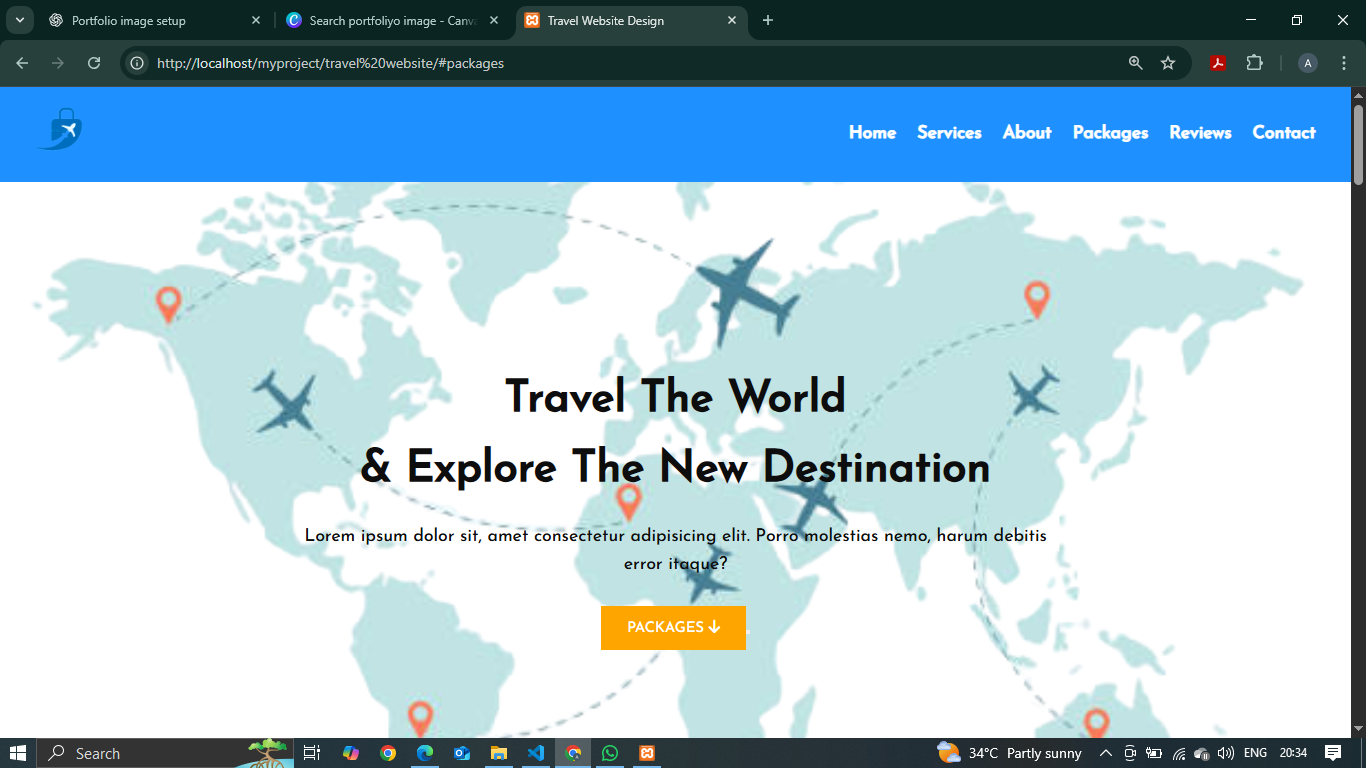 Portfolio image setup
Search portfoliyo image - Canva
Travel Website Design
http://localhost/myproject/travel%20website/#packages
A
Home Services About Packages Reviews Contact
Travel The World
& Explore The New Destination
Lorem ipsum dolor sit, amet consectetur adipisicing elit. Porro molestias nemo, harum debitis
error itaque?
PACKAGES
Search
34°C Partly sunny
ENG
20:34